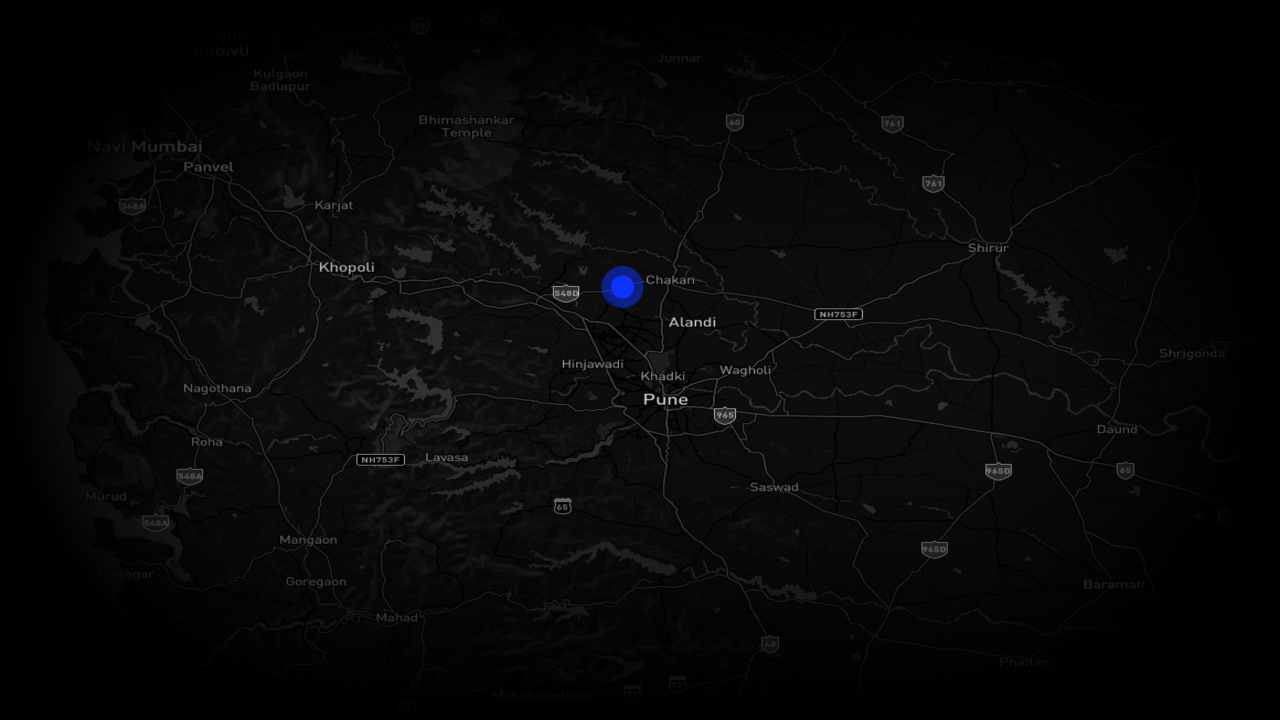 ombivli
Kulgaon
Badlapur
Junnar
Bhimashankar
Temple
60
761
Navi Mumbai
Panvel
761
548A
Karjat
Shirur
Khopoli
Chakan
548D
NH753F
Alandi
Shrigonda
Hinjawadi
Khadki
Wagholi
Nagothana
Pune
965
Daund
Roha
NH753F
Lavasa
965D
65
548A
Saswad
Murud
65
548A
Mangaon
965D
Diveagar
Goregaon
Baramati
Mahad
48
Phaltan
Mahabaleshwar
72